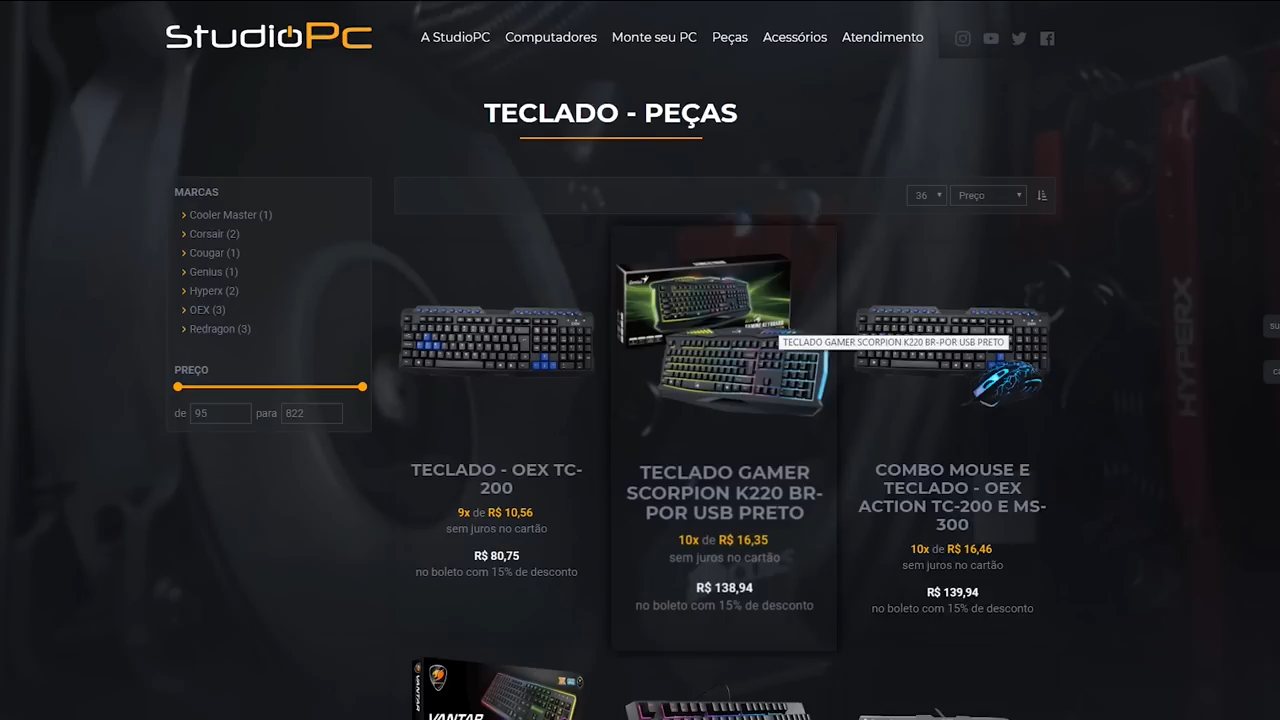 StudioPc
A StudioPC Computadores Monte seu PC Peças Acessórios Atendimento
TECLADO - PEÇAS
MARCAS
Cooler Master (1)
Corsair (2)
Cougar (1)
Genius (1)
Hyperx (2)
OEX (3)
Redragon (3)
PREÇO
de 95 para 822
36 Preço
TECLADO GAMER SCORPION K220 BR-POR USB PRETO
TECLADO - OEX TC-
200
9x de R$ 10,56
sem juros no cartão
R$ 80,75
no boleto com 15% de desconto
TECLADO GAMER
SCORPION K220 BR-
POR USB PRETO
10x de R$ 16,35
sem juros no cartão
R$ 138,94
no boleto com 15% de desconto
COMBO MOUSE E
TECLADO - OEX
ACTION TC-200 E MS-
300
10x de R$ 16,46
sem juros no cartão
R$ 139,94
no boleto com 15% de desconto
HYPERX
su
ca
VANTAR
VANTAR